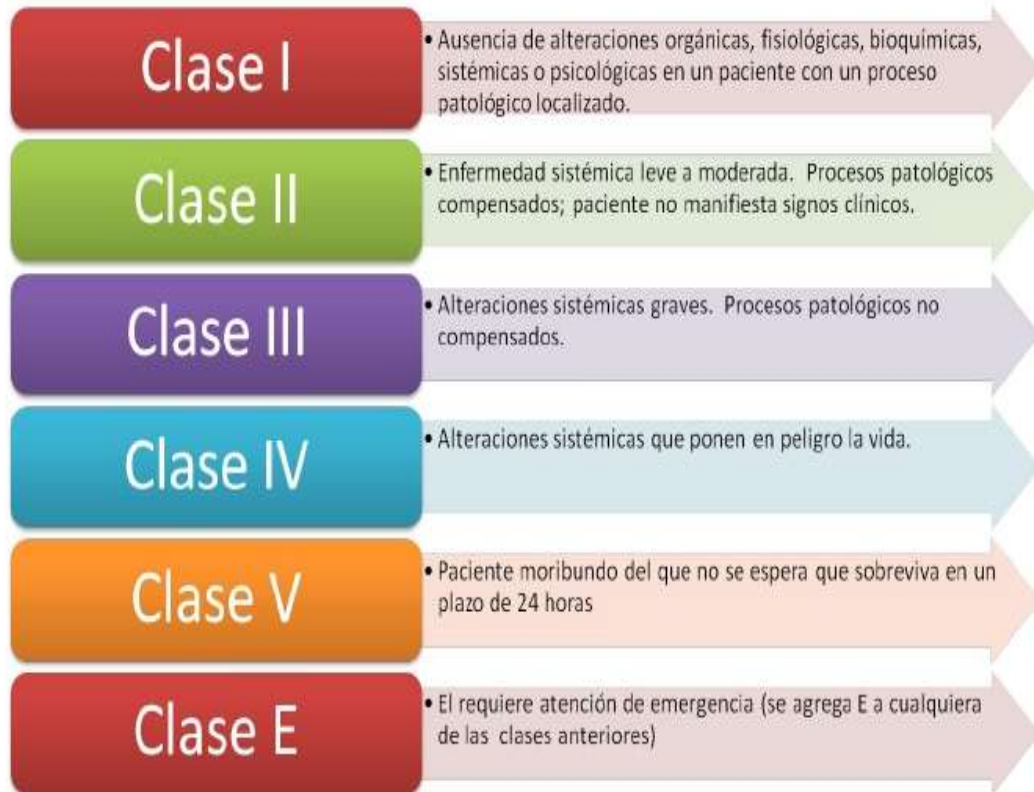 Clase I
• Ausencia de alteraciones orgánicas, fisiológicas, bioquímicas,
sistémicas o psicológicas en un paciente con un proceso
patológico localizado.
Clase II
• Enfermedad sistémica leve a moderada. Procesos patológicos
compensados; paciente no manifiesta signos clínicos.
Clase III
• Alteraciones sistémicas graves. Procesos patológicos no
compensados.
Clase IV
• Alteraciones sistémicas que ponen en peligro la vida.
Clase V
• Paciente moribundo del que no se espera que sobreviva en un
plazo de 24 horas
Clase E
• El requiere atención de emergencia (se agrega E a cualquiera
de las clases anteriores)